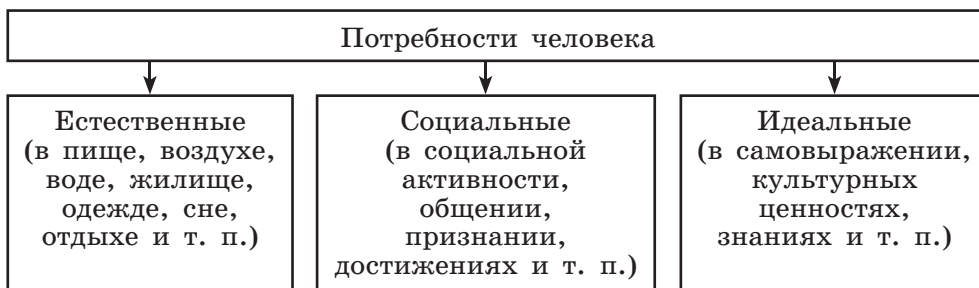 Потребности человека
Естественные
(в пище, воздухе,
воде, жилище,
одежде, сне,
отдыхе и т. п.)
Социальные
(в социальной
активности,
общении,
признании,
достижениях и т. п.)
Идеальные
(в самовыражении,
культурных
ценностях,
знаниях и т. п.)